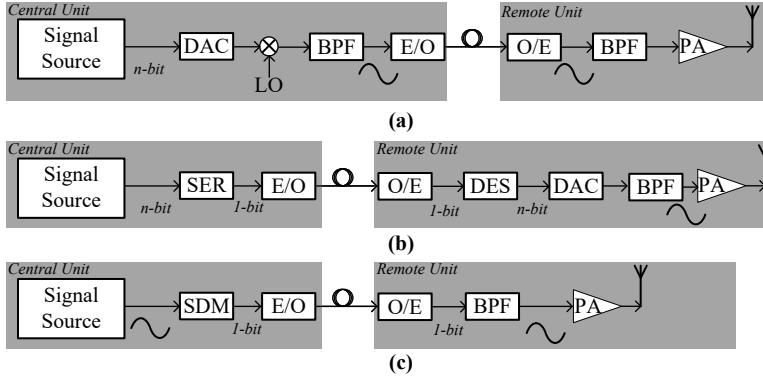 Central Unit
Remote Unit
Signal Source
n-bit
DAC
LO
BPF
E/O
O/E
BPF
PA
(a)
Central Unit
Remote Unit
Signal Source
n-bit
SER
1-bit
E/O
O/E
1-bit
DES
n-bit
DAC
BPF
PA
(b)
Central Unit
Remote Unit
Signal Source
SDM
1-bit
E/O
O/E
1-bit
BPF
PA
(c)